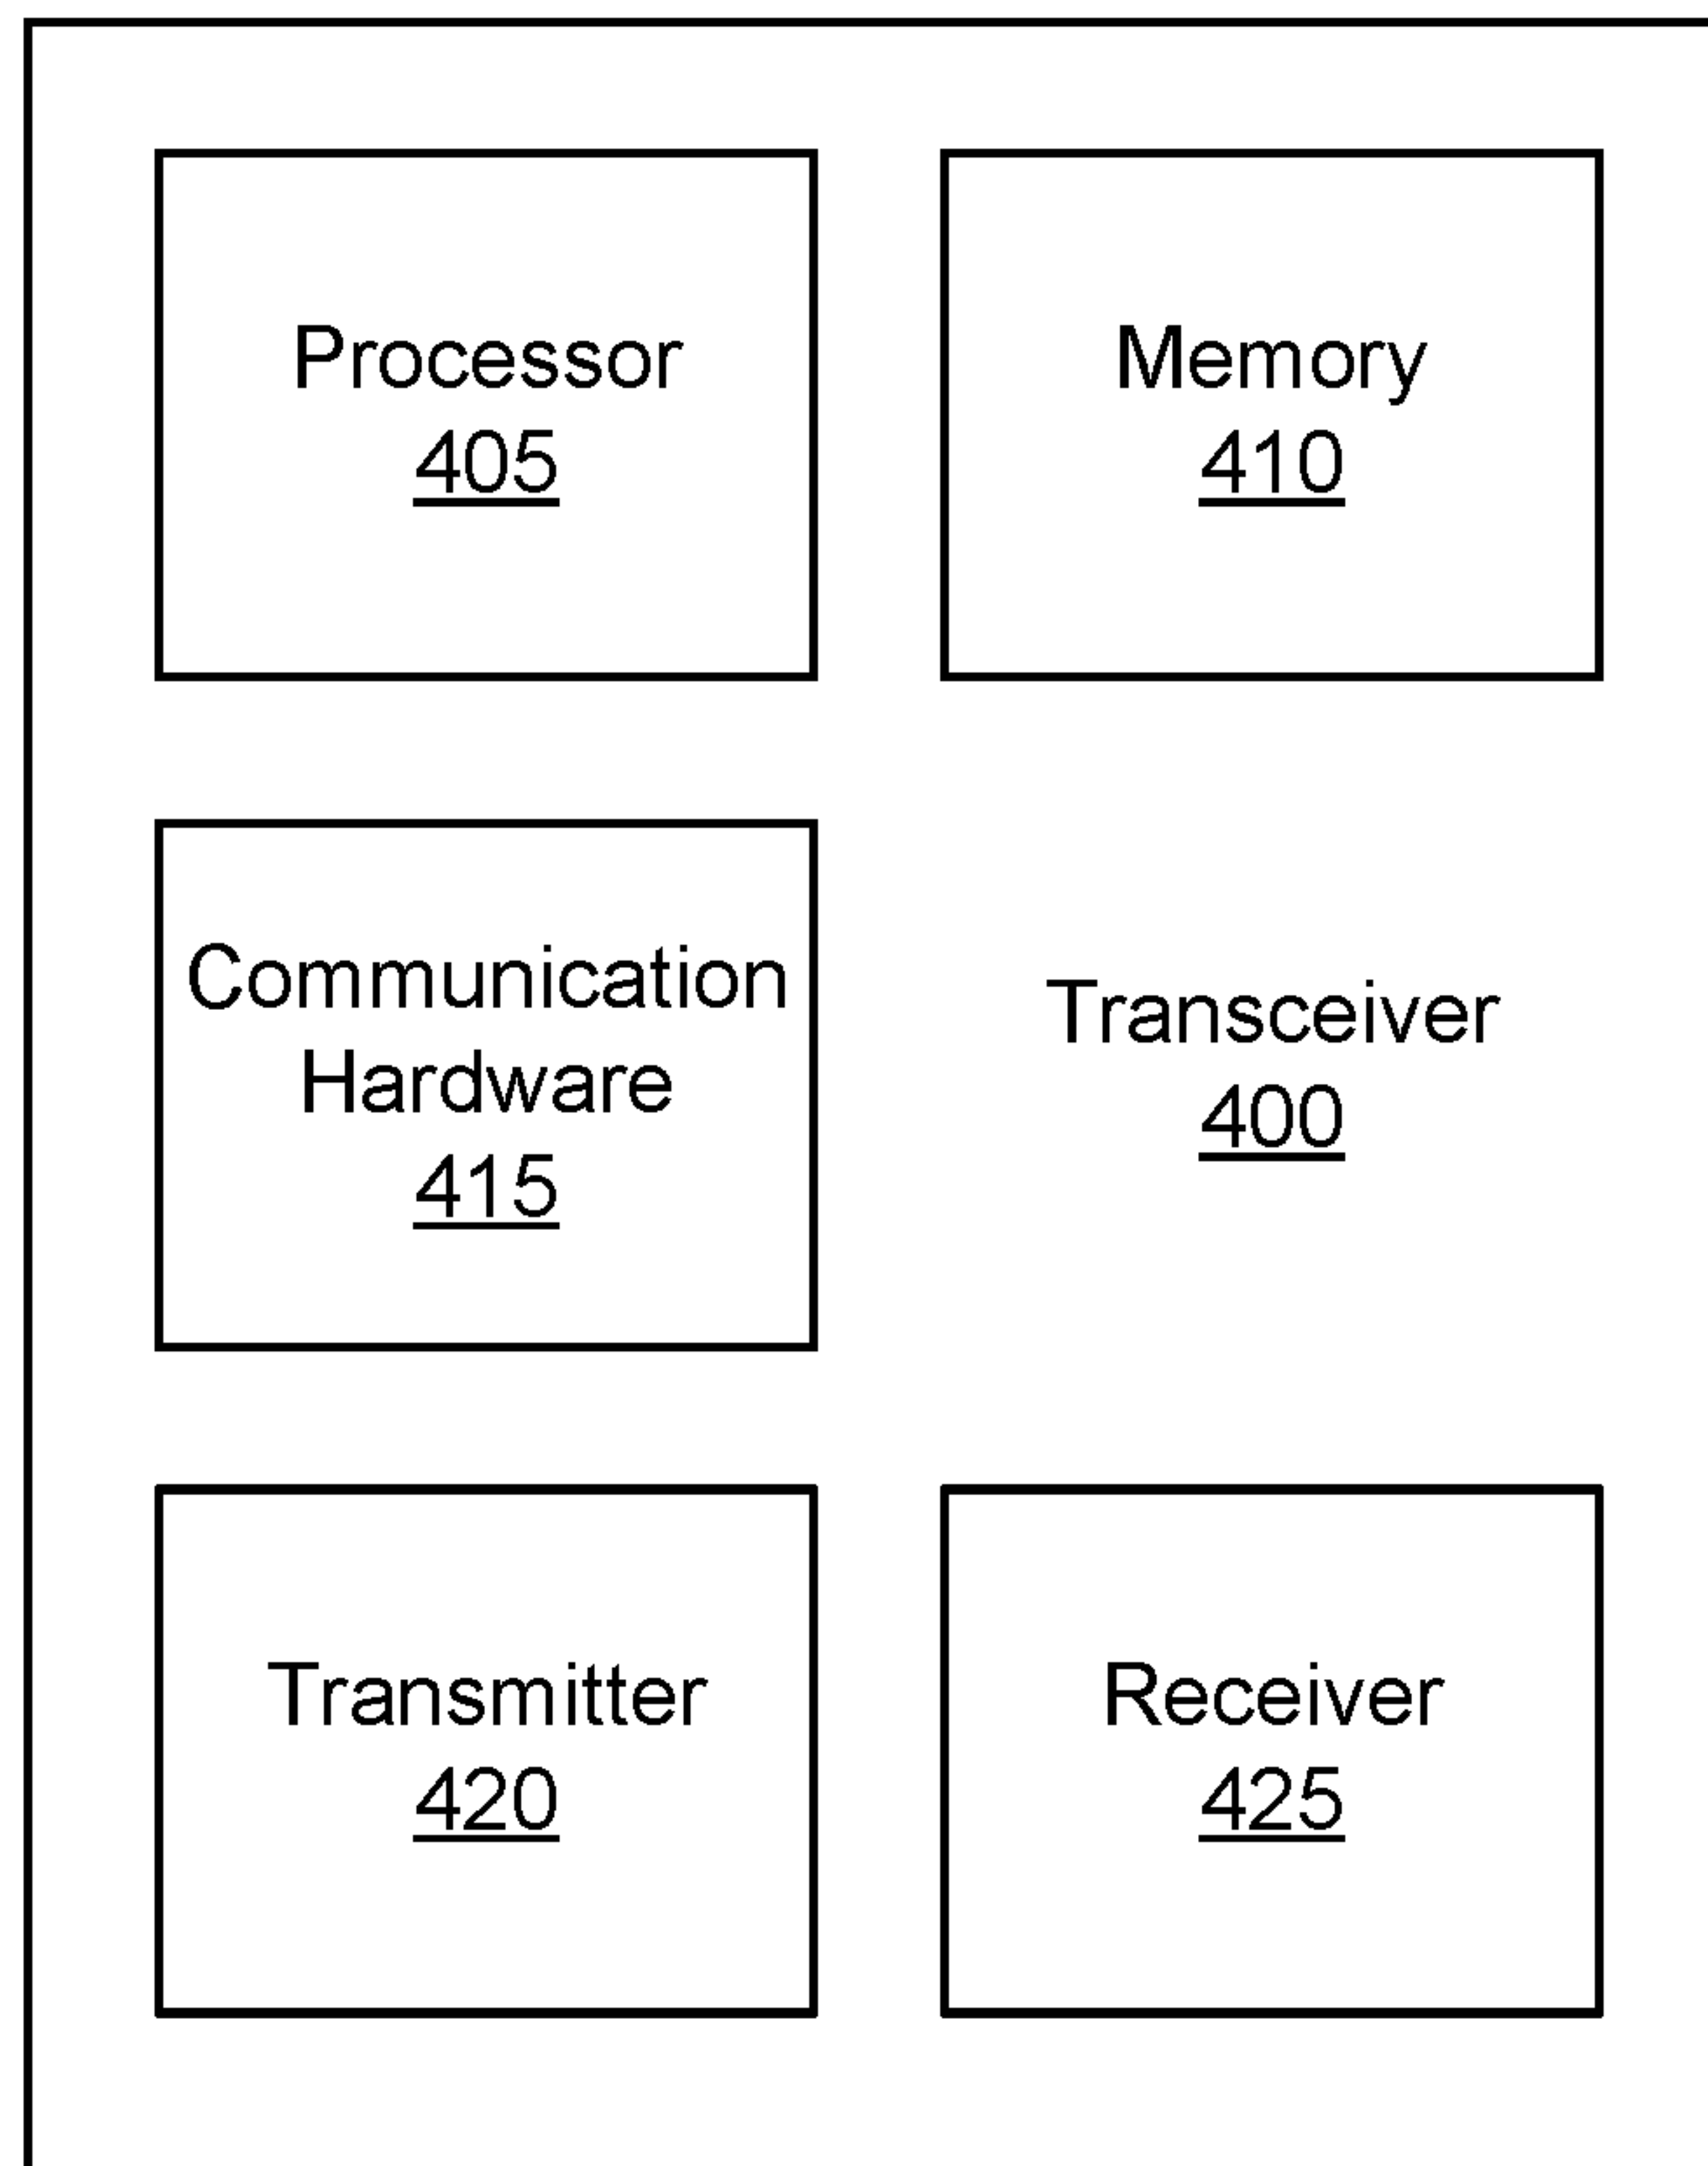 Processor
405
Memory
410
Communication
Hardware
415
Transceiver
400
Transmitter
420
Receiver
425